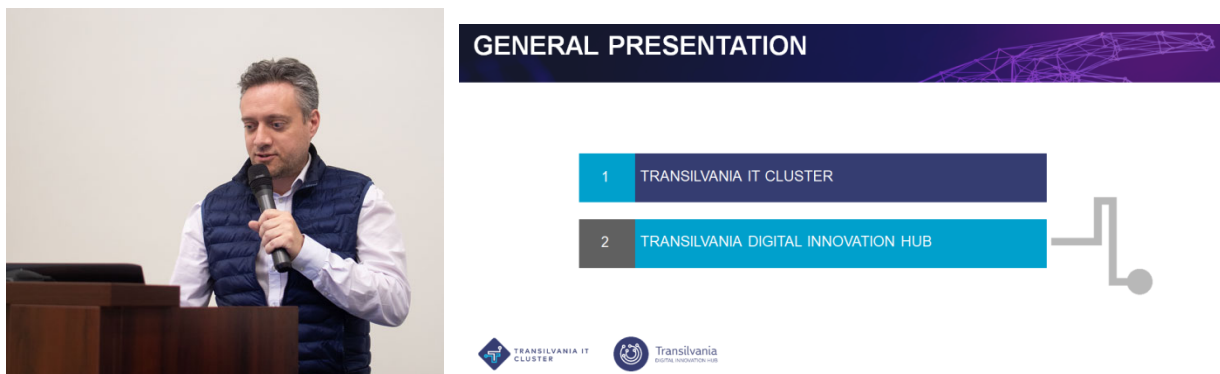 GENERAL PRESENTATION
1 TRANSILVANIA IT CLUSTER
2 TRANSILVANIA DIGITAL INNOVATION HUB
TRANSILVANIA IT
CLUSTER
Transilvania
DIGITAL INNOVATION HUB